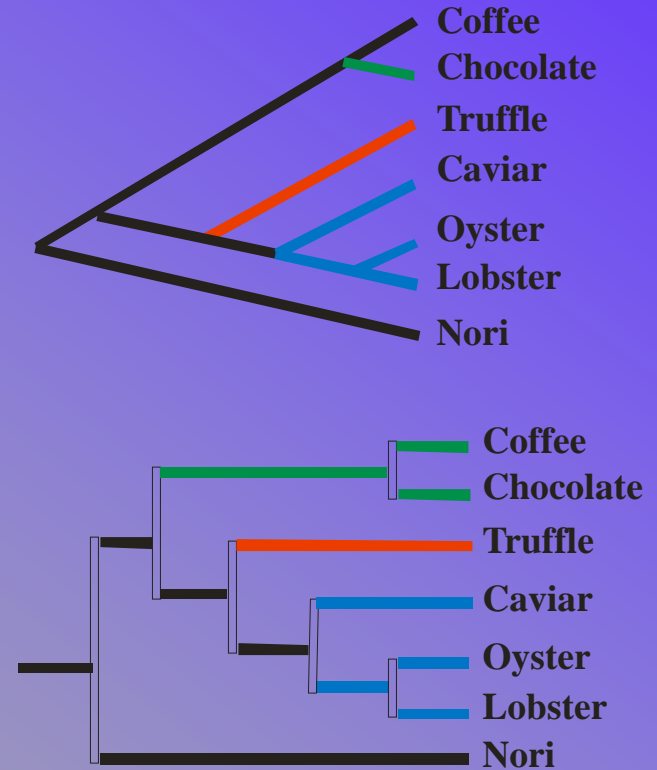 Coffee
Chocolate
Truffle
Caviar
Oyster
Lobster
Nori
Coffee
Chocolate
Truffle
Caviar
Oyster
Lobster
Nori